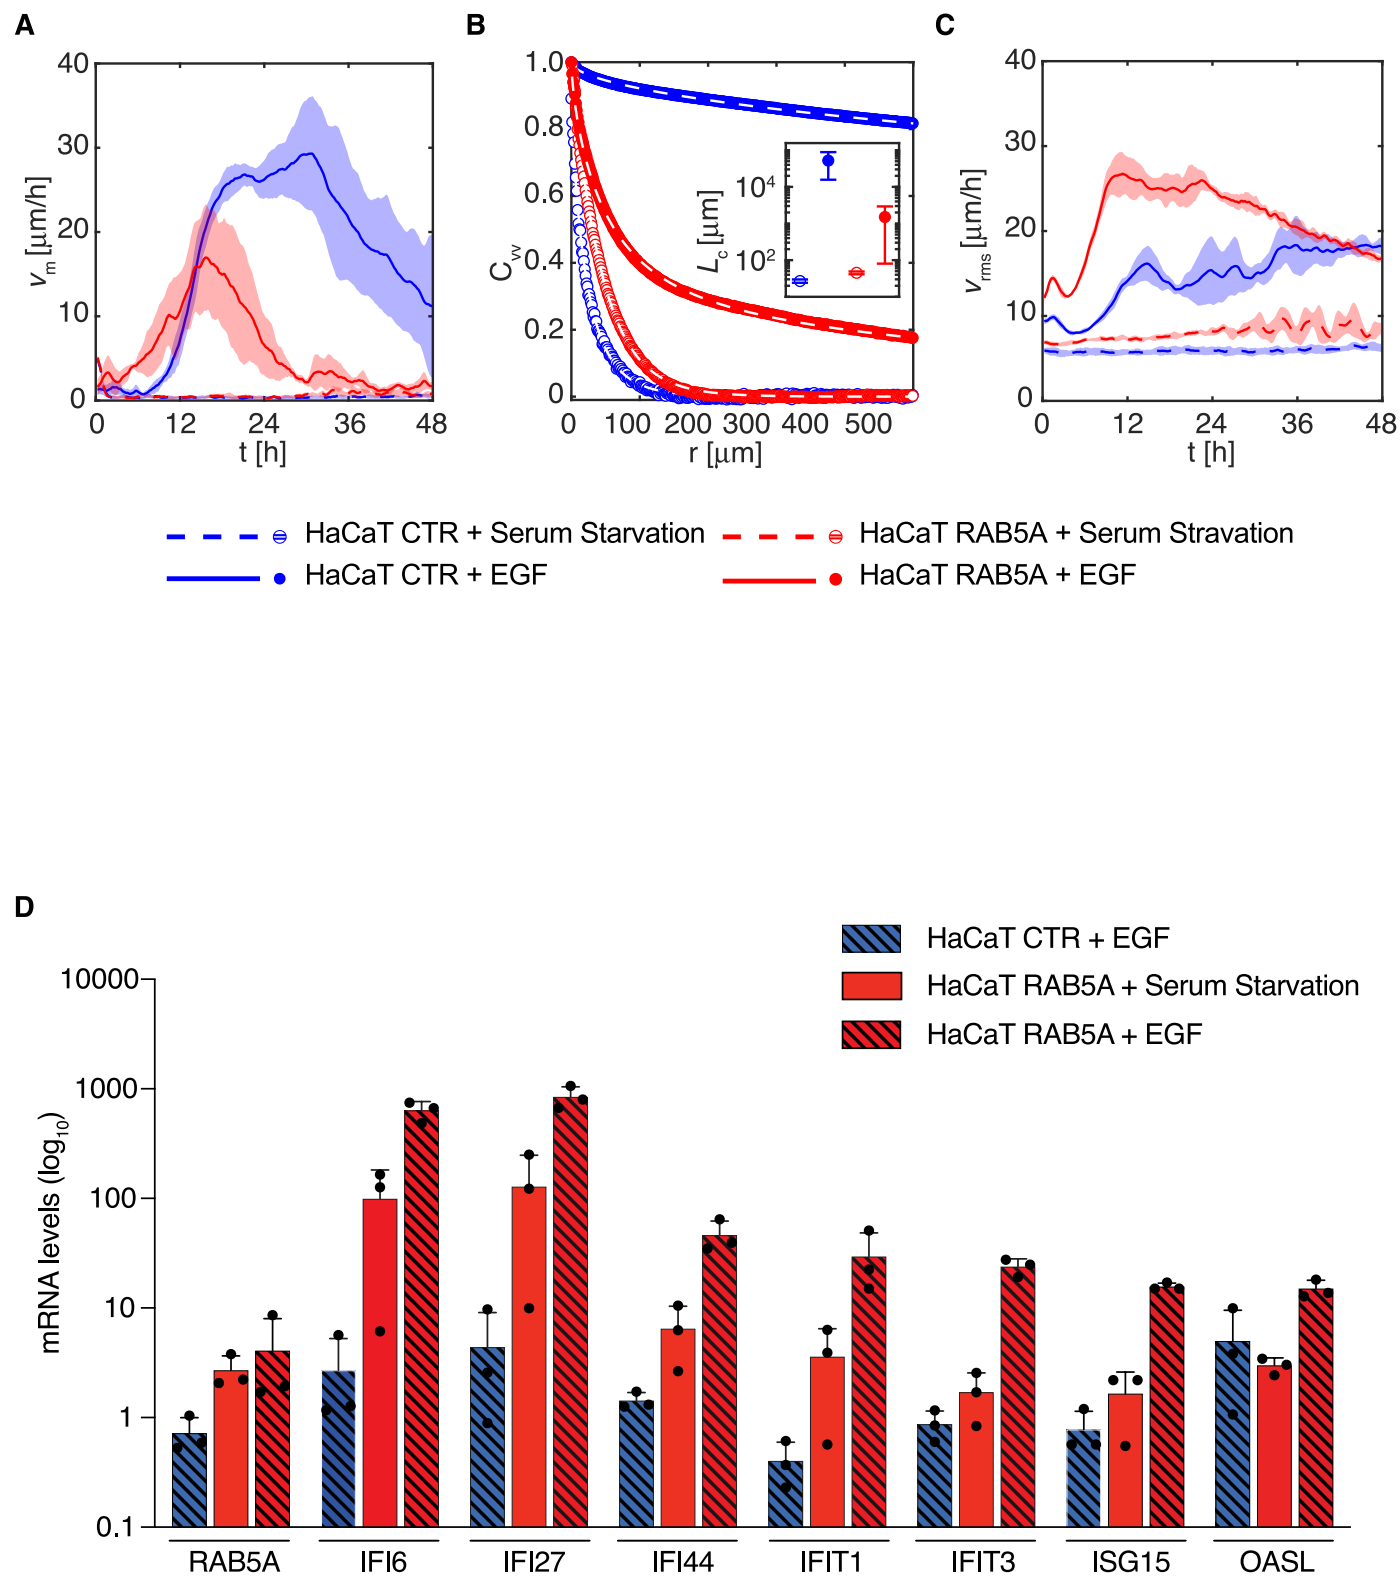 A
B
C
40
30
20
10
0
v_m [μm/h]
0 12 24 36 48
t [h]
1.0
0.8
0.6
0.4
0.2
0
C_vv
0 100 200 300 400 500
r [μm]
L_c [μm]
10⁴
10²
40
30
20
10
0
v_rms [μm/h]
0 12 24 36 48
t [h]
HaCaT CTR + Serum Starvation
HaCaT RAB5A + Serum Stravation
HaCaT CTR + EGF
HaCaT RAB5A + EGF
D
HaCaT CTR + EGF
HaCaT RAB5A + Serum Starvation
HaCaT RAB5A + EGF
10000
1000
100
10
1
0.1
mRNA levels (log₁₀)
RAB5A IFI6 IFI27 IFI44 IFIT1 IFIT3 ISG15 OASL